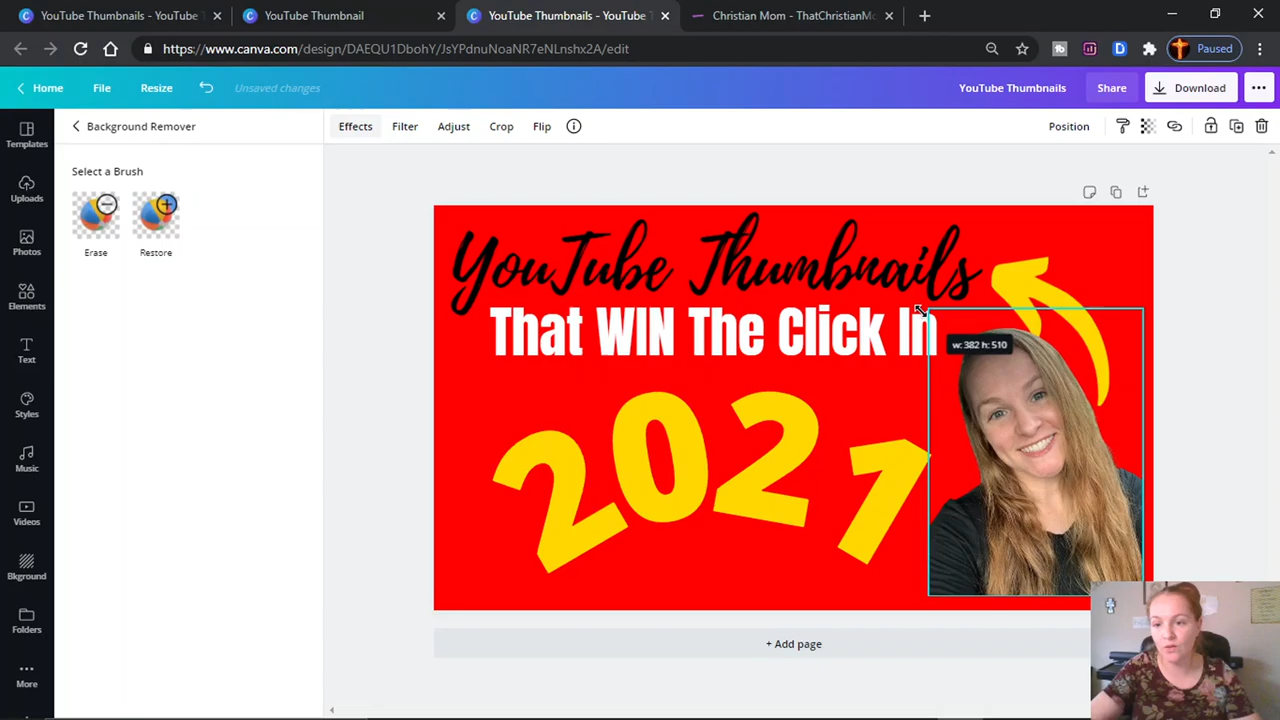 YouTube Thumbnails - YouTube T
YouTube Thumbnail
YouTube Thumbnails - YouTube T
Christian Mom - ThatChristianMo
https://www.canva.com/design/DAEQU1DbohY/JsYPdnuNoaNR7eNLnshx2A/edit
Paused
Home File Resize Unsaved changes YouTube Thumbnails Share Download
Templates
Uploads
Photos
Elements
Text
Styles
Music
Videos
Bkground
Folders
More
Background Remover
Select a Brush
Erase Restore
Effects Filter Adjust Crop Flip Position
YouTube Thumbnails
That WIN The Click In
w: 382 h: 510
2021
+ Add page